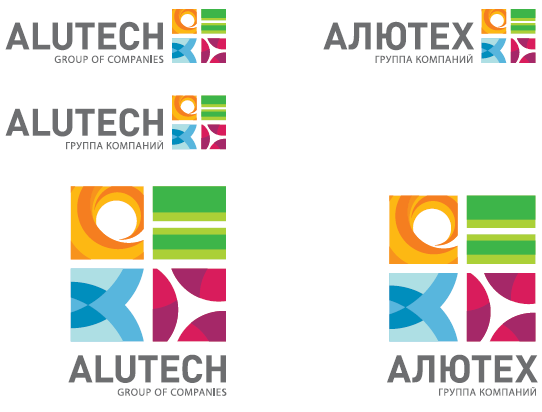 ALUTECH
GROUP OF COMPANIES
АЛЮТЕХ
ГРУППА КОМПАНИЙ
ALUTECH
ГРУППА КОМПАНИЙ
ALUTECH
GROUP OF COMPANIES
АЛЮТЕХ
ГРУППА КОМПАНИЙ